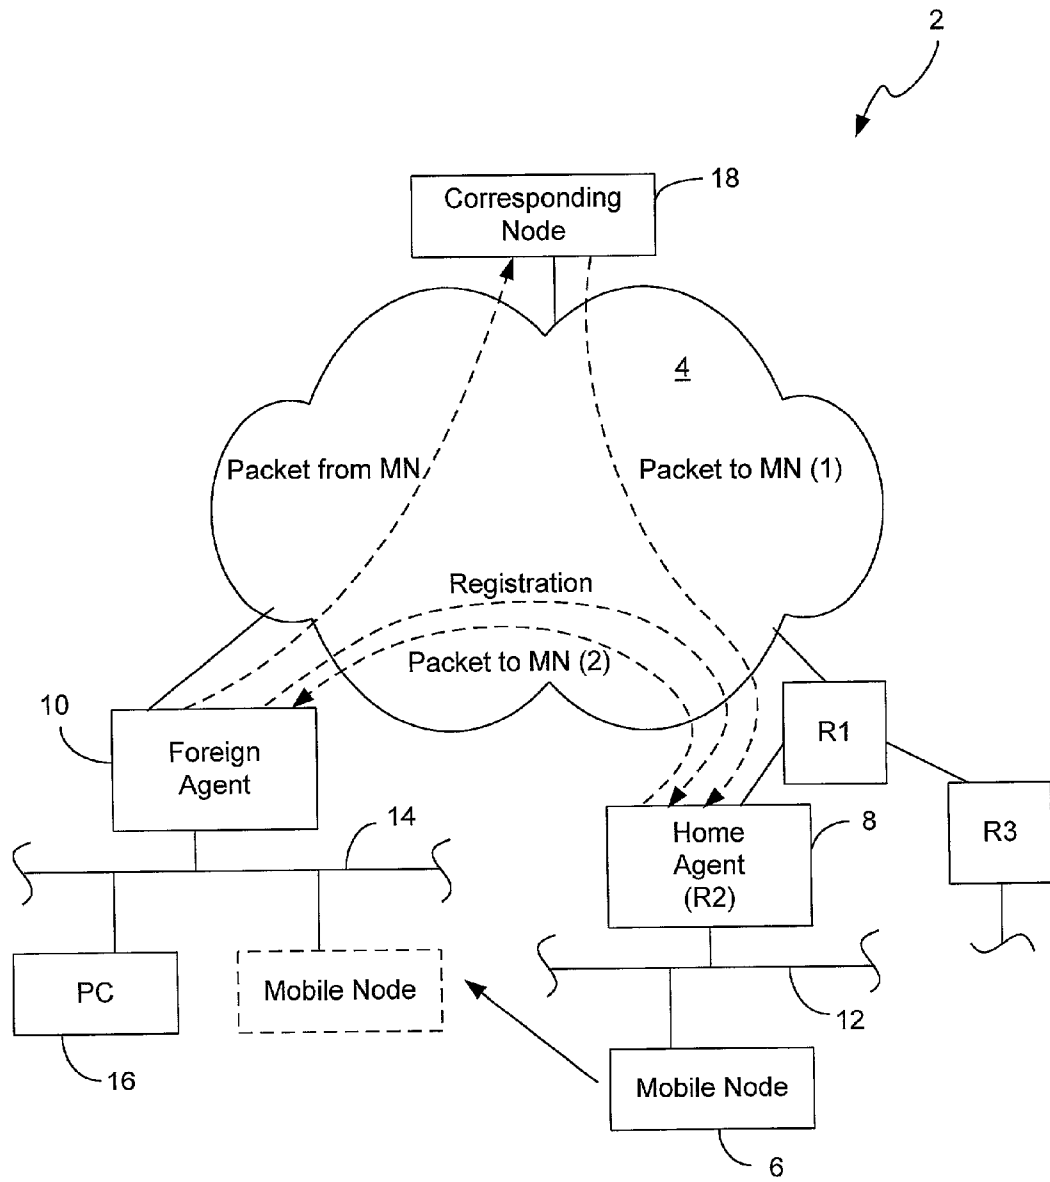 2
18
Corresponding
Node
4
Packet from MN
Packet to MN (1)
Registration
Packet to MN (2)
10
Foreign
Agent
R1
R3
14
8
Home
Agent
(R2)
PC
Mobile Node
12
16
Mobile Node
6